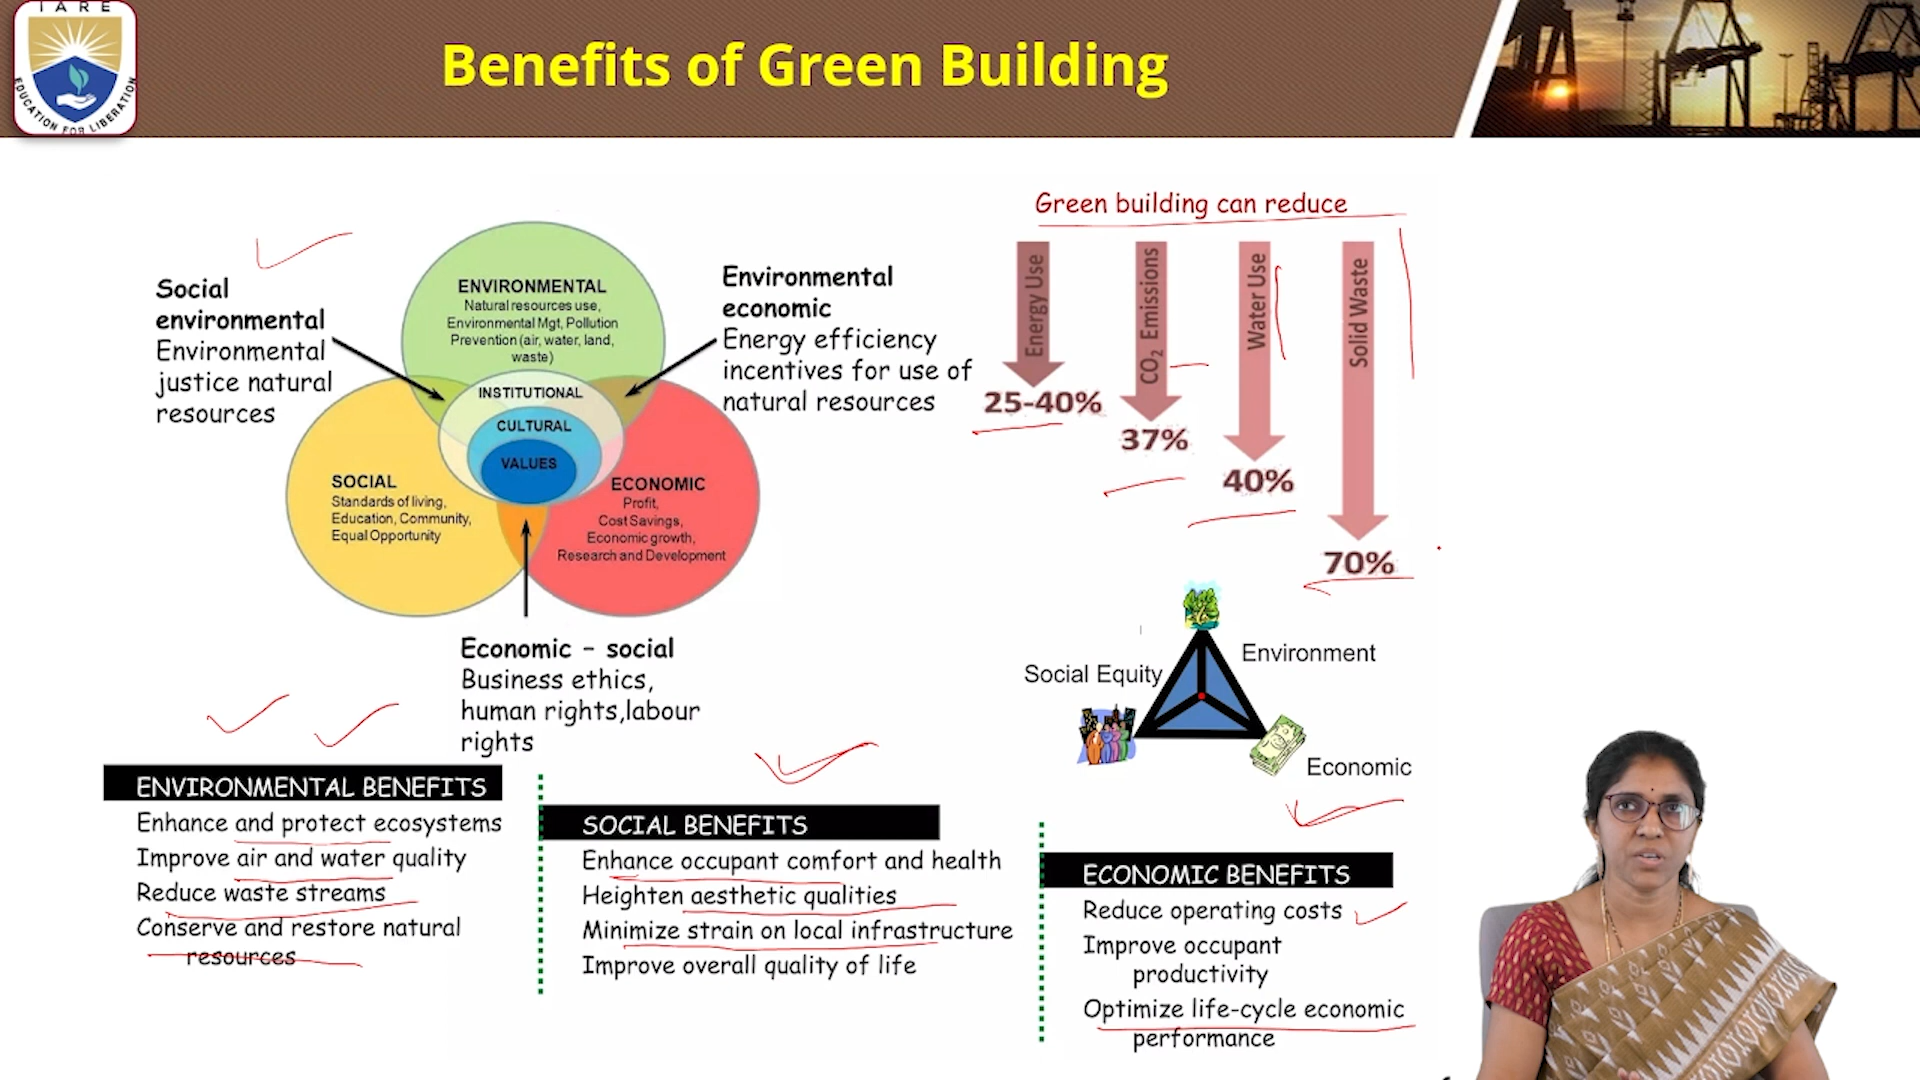 IARE
EDUCATION FOR LIBERATION
Benefits of Green Building
Social
environmental
Environmental
justice natural
resources
ENVIRONMENTAL
Natural resources use,
Environmental Mgt, Pollution
Prevention (air, water, land,
waste)
INSTITUTIONAL
CULTURAL
VALUES
SOCIAL
Standards of living,
Education, Community,
Equal Opportunity
ECONOMIC
Profit,
Cost Savings,
Economic growth,
Research and Development
Environmental
economic
Energy efficiency
incentives for use of
natural resources
Economic – social
Business ethics,
human rights,labour
rights
Green building can reduce
Energy Use
25-40%
CO2 Emissions
37%
Water Use
40%
Solid Waste
70%
Environment
Social Equity
Economic
ENVIRONMENTAL BENEFITS
Enhance and protect ecosystems
Improve air and water quality
Reduce waste streams
Conserve and restore natural
resources
SOCIAL BENEFITS
Enhance occupant comfort and health
Heighten aesthetic qualities
Minimize strain on local infrastructure
Improve overall quality of life
ECONOMIC BENEFITS
Reduce operating costs
Improve occupant
productivity
Optimize life-cycle economic
performance